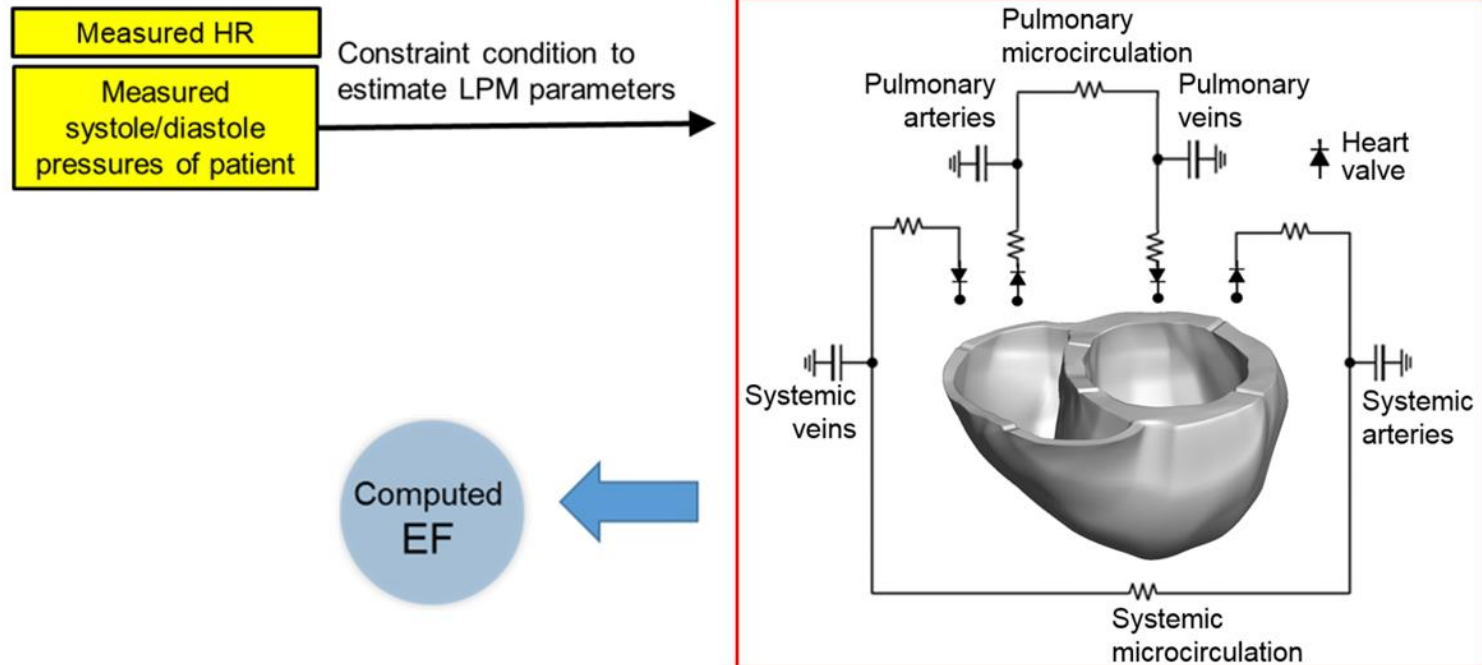 Measured HR
Measured
systole/diastole
pressures of patient
Constraint condition to
estimate LPM parameters
Computed
EF
Pulmonary
microcirculation
Pulmonary
arteries
Pulmonary
veins
Heart
valve
Systemic
veins
Systemic
arteries
Systemic
microcirculation